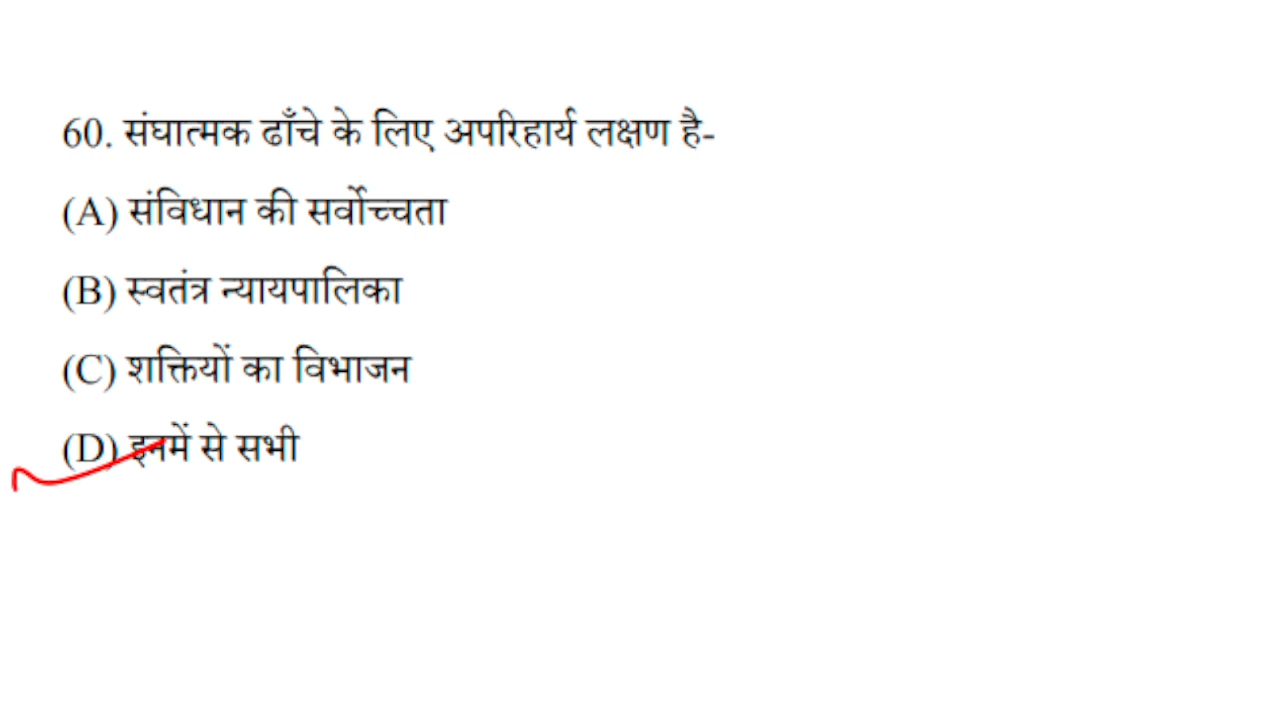 60. संघात्मक ढाँचे के लिए अपरिहार्य लक्षण है-
(A) संविधान की सर्वोच्चता
(B) स्वतंत्र न्यायपालिका
(C) शक्तियों का विभाजन
(D) इनमें से सभी